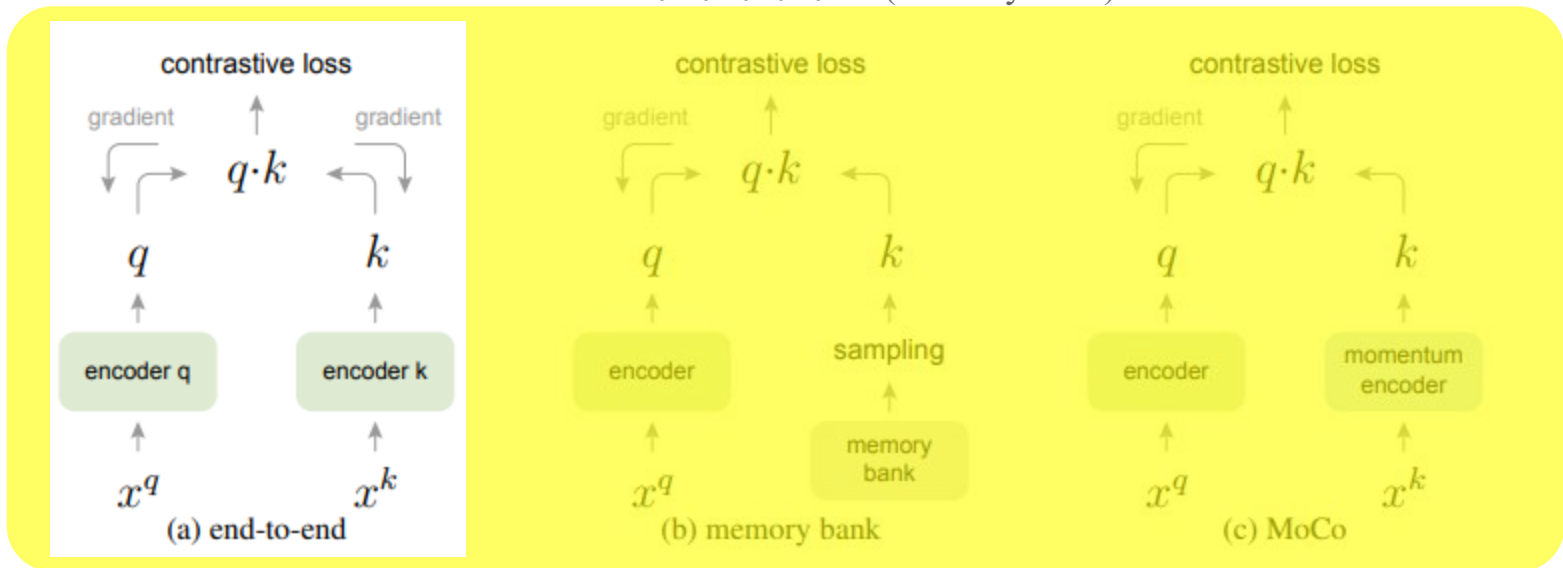 contrastive loss
gradient
gradient
q·k
q
k
encoder q
encoder k
x^q
x^k
(a) end-to-end
contrastive loss
gradient
q·k
q
k
encoder
sampling
memory
bank
x^q
(b) memory bank
contrastive loss
gradient
q·k
q
k
encoder
momentum
encoder
x^q
x^k
(c) MoCo